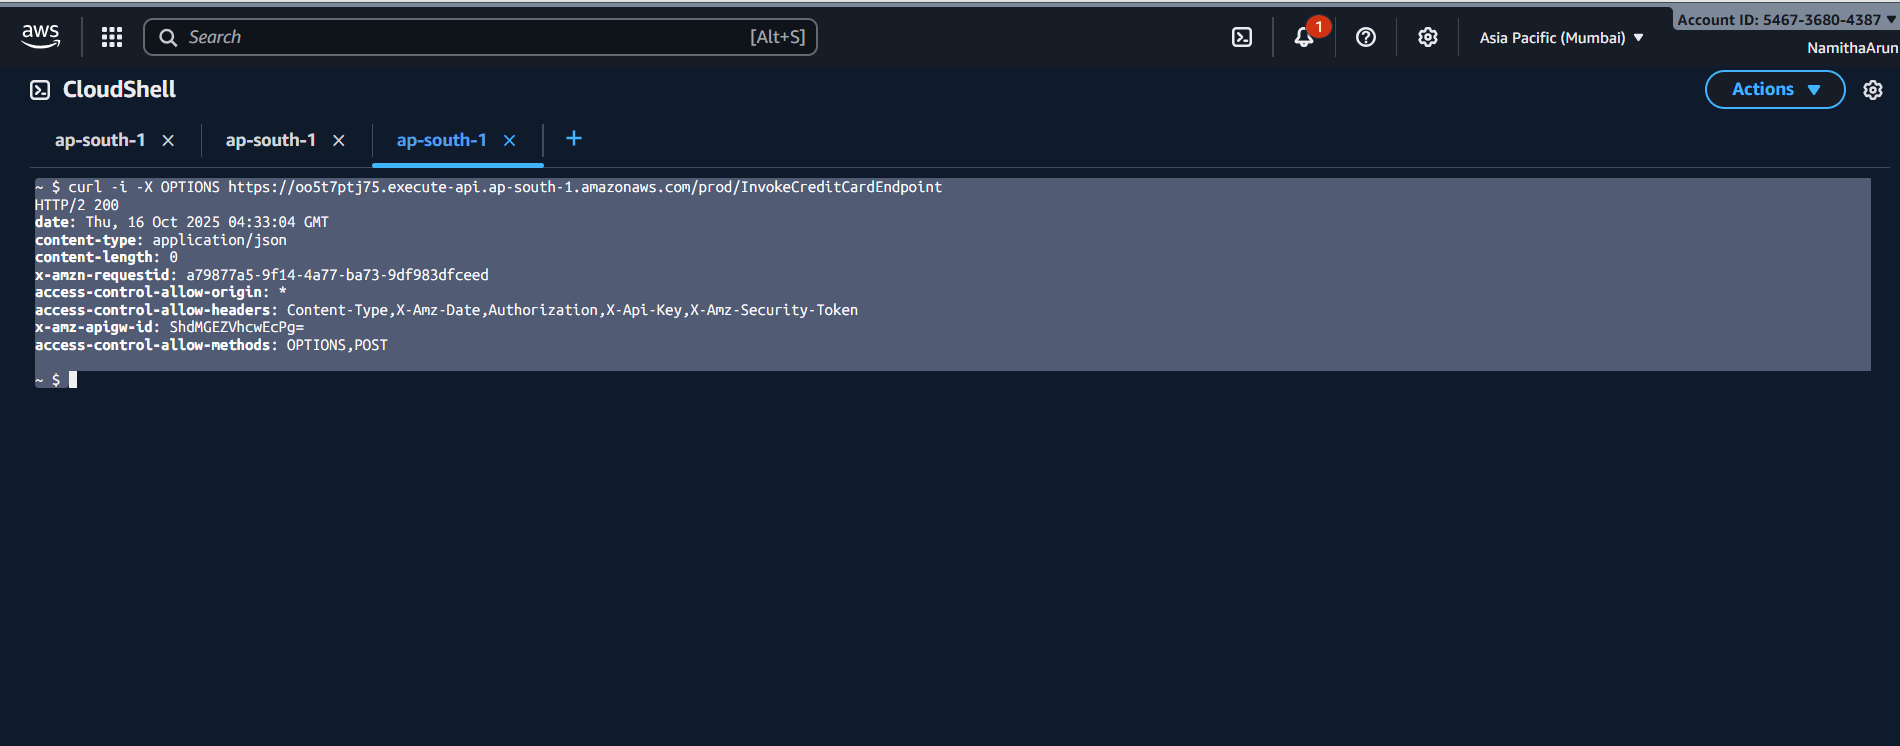 Account ID: 5467-3680-4387
aws
Search
[Alt+S]
1
Asia Pacific (Mumbai)
NamithaArun
CloudShell
Actions
ap-south-1
ap-south-1
ap-south-1
~ $ curl -i -X OPTIONS https://oo5t7ptj75.execute-api.ap-south-1.amazonaws.com/prod/InvokeCreditCardEndpoint
HTTP/2 200
date: Thu, 16 Oct 2025 04:33:04 GMT
content-type: application/json
content-length: 0
x-amzn-requestid: a79877a5-9f14-4a77-ba73-9df983dfceed
access-control-allow-origin: *
access-control-allow-headers: Content-Type,X-Amz-Date,Authorization,X-Api-Key,X-Amz-Security-Token
x-amz-apigw-id: ShdMGEZVhcwEcPg=
access-control-allow-methods: OPTIONS,POST
~ $